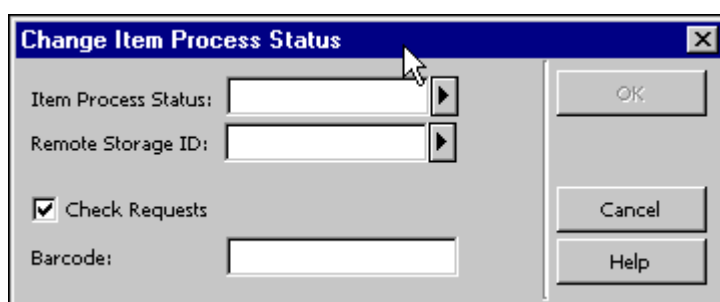 Change Item Process Status
Item Process Status:
OK
Remote Storage ID:
Check Requests
Cancel
Barcode:
Help